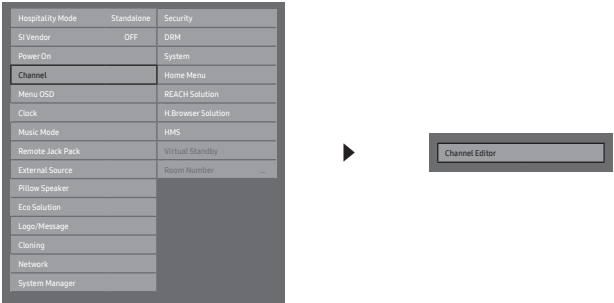 Hospitality Mode Standalone
SI Vendor OFF
Power On
Channel
Menu OSD
Clock
Music Mode
Remote Jack Pack
External Source
Pillow Speaker
Eco Solution
Logo/Message
Cloning
Network
System Manager
Security
DRM
System
Home Menu
REACH Solution
H.Browser Solution
HMS
Virtual Standby
Room Number ...
Channel Editor